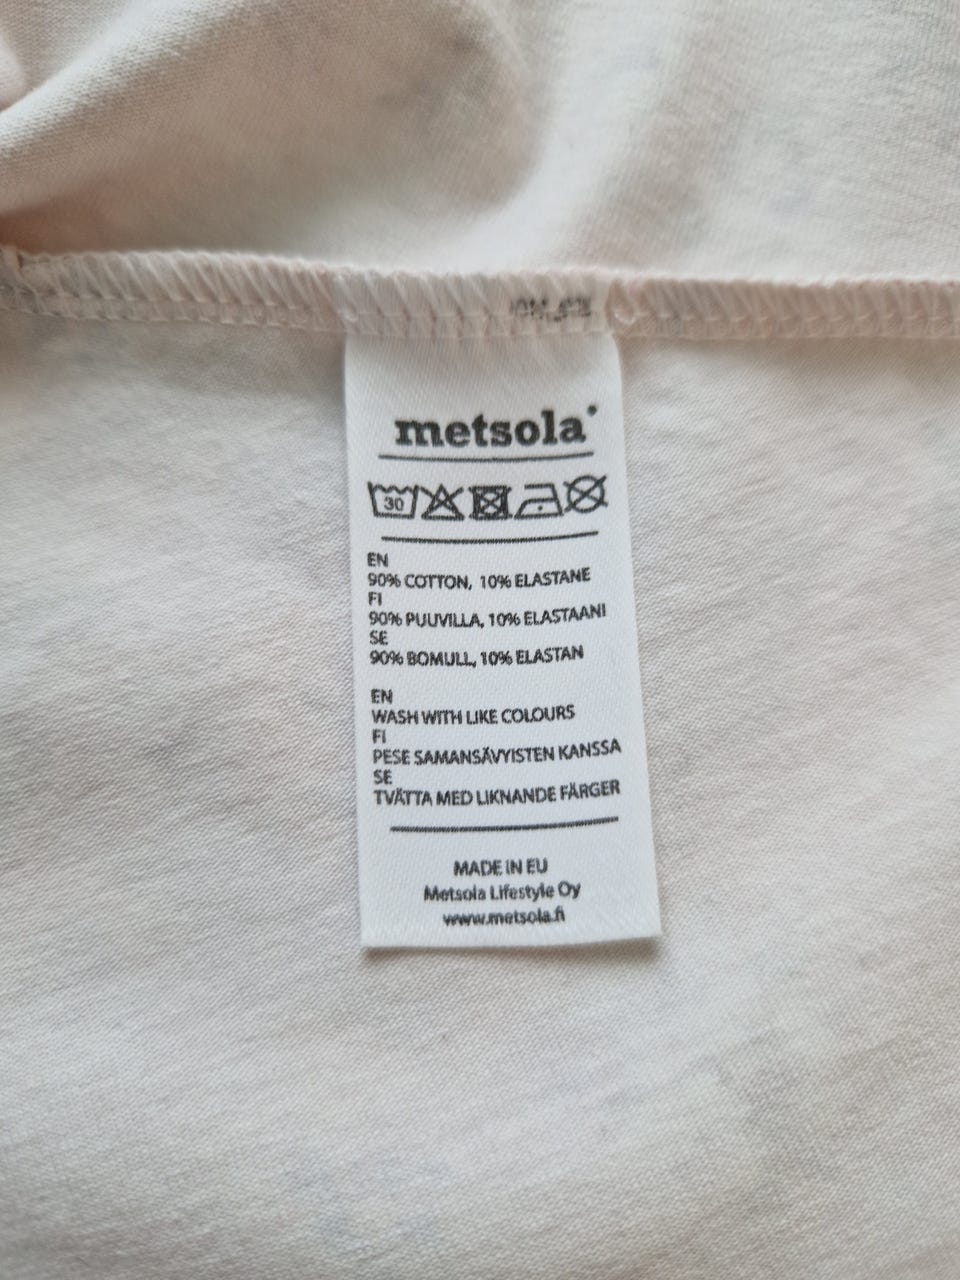 metsola
30
EN
90% COTTON, 10% ELASTANE
FI
90% PUUVILLA, 10% ELASTAANI
SE
90% BOMULL, 10% ELASTAN
EN
WASH WITH LIKE COLOURS
FI
PESE SAMANSÄVYISTEN KANSSA
SE
TVÄTTA MED LIKNANDE FÄRGER
MADE IN EU
Metsola Lifestyle Oy
www.metsola.fi